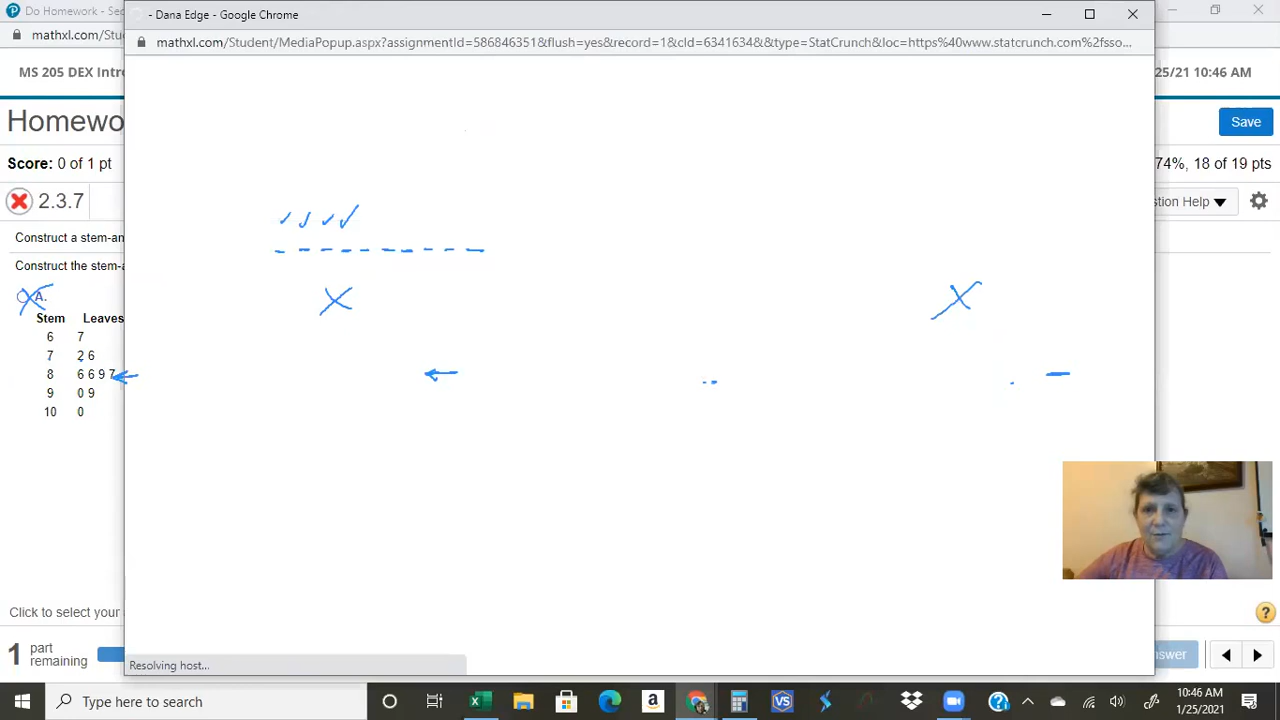 Do Homework - Sec
- Dana Edge - Google Chrome
mathxl.com/Stu
mathxl.com/Student/MediaPopup.aspx?assignmentId=586846351&flush=yes&record=1&cId=6341634&&type=StatCrunch&loc=https%40www.statcrunch.com%2fsso...
MS 205 DEX Intro
25/21 10:46 AM
Homewo
Save
Score: 0 of 1 pt
74%, 18 of 19 pts
2.3.7
stion Help
Construct a stem-an
Construct the stem-a
A.
Stem Leaves
6 7
7 2 6
8 6 6 9 7
9 0 9
10 0
Click to select your
1 part remaining
nswer
Resolving host...
Type here to search
10:46 AM
1/25/2021